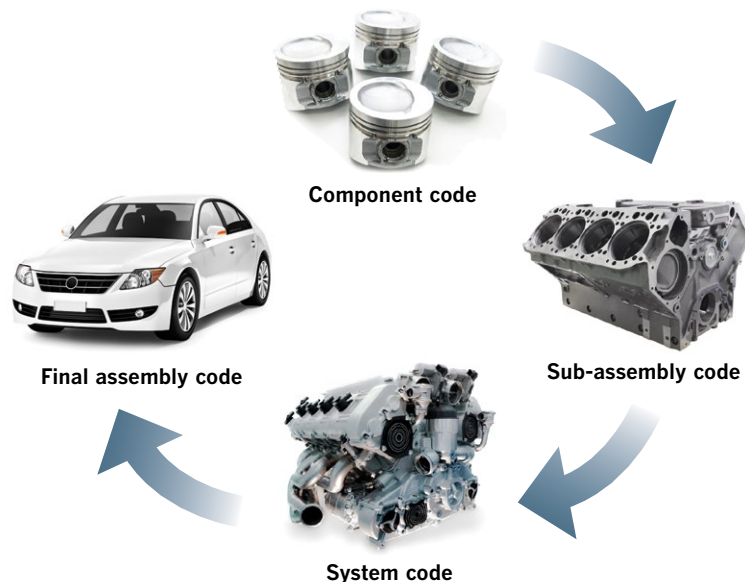 Component code
Sub-assembly code
Final assembly code
System code